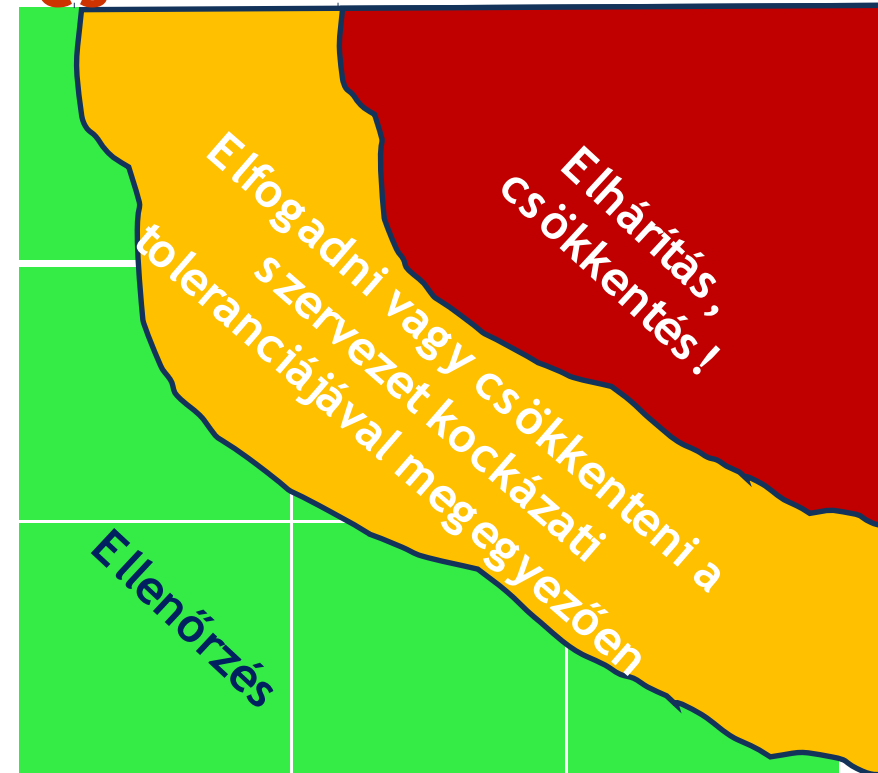 Elhárítás,
csökkentés!
Elfogadni vagy csökkenteni a
szervezet kockázati
toleranciájával megegyezően
Ellenőrzés